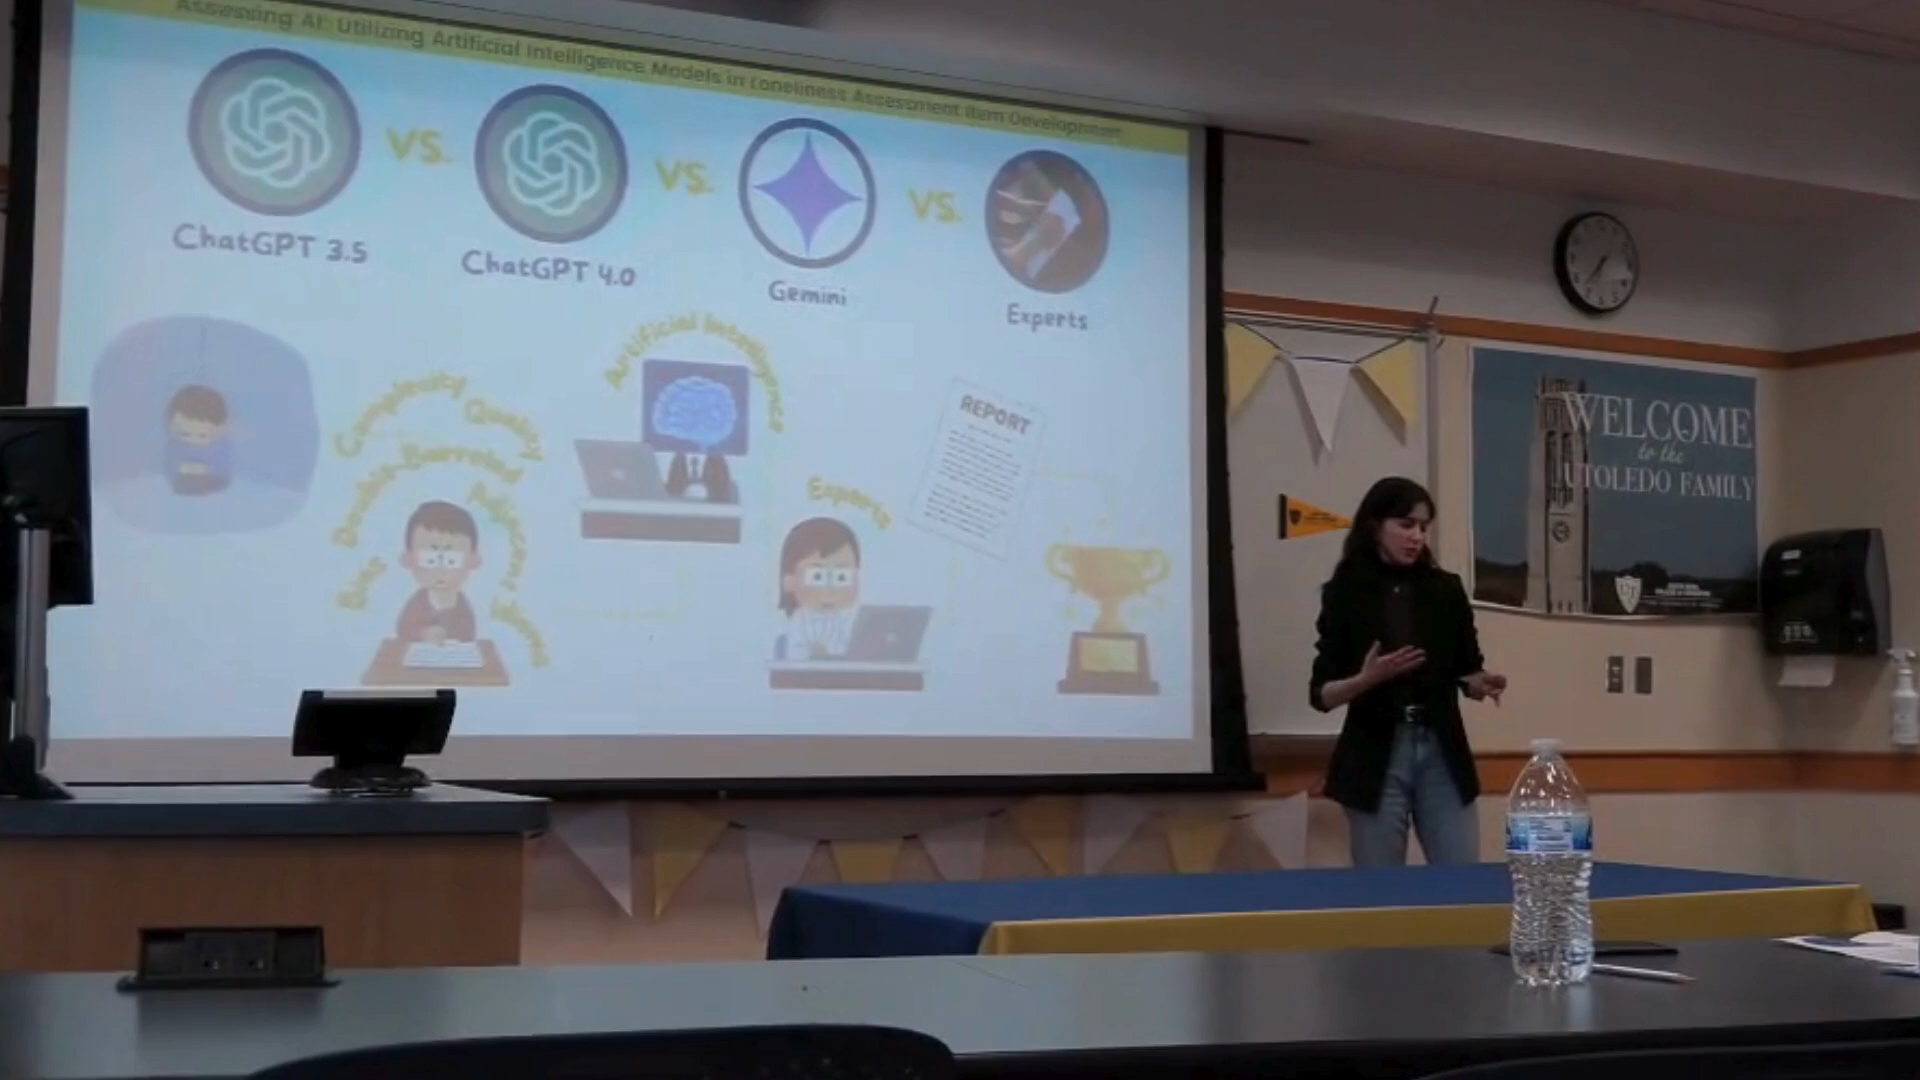 Assessing AI: Utilizing Artificial Intelligence Models in Loneliness Assessment Item Development
VS.
VS.
VS.
ChatGPT 3.5
ChatGPT 4.0
Gemini
Experts
Artificial Intelligence
Complexity Quality
Double-Barreled
Bias
Experts
REPORT
WELCOME
to the
UTOLEDO FAMILY